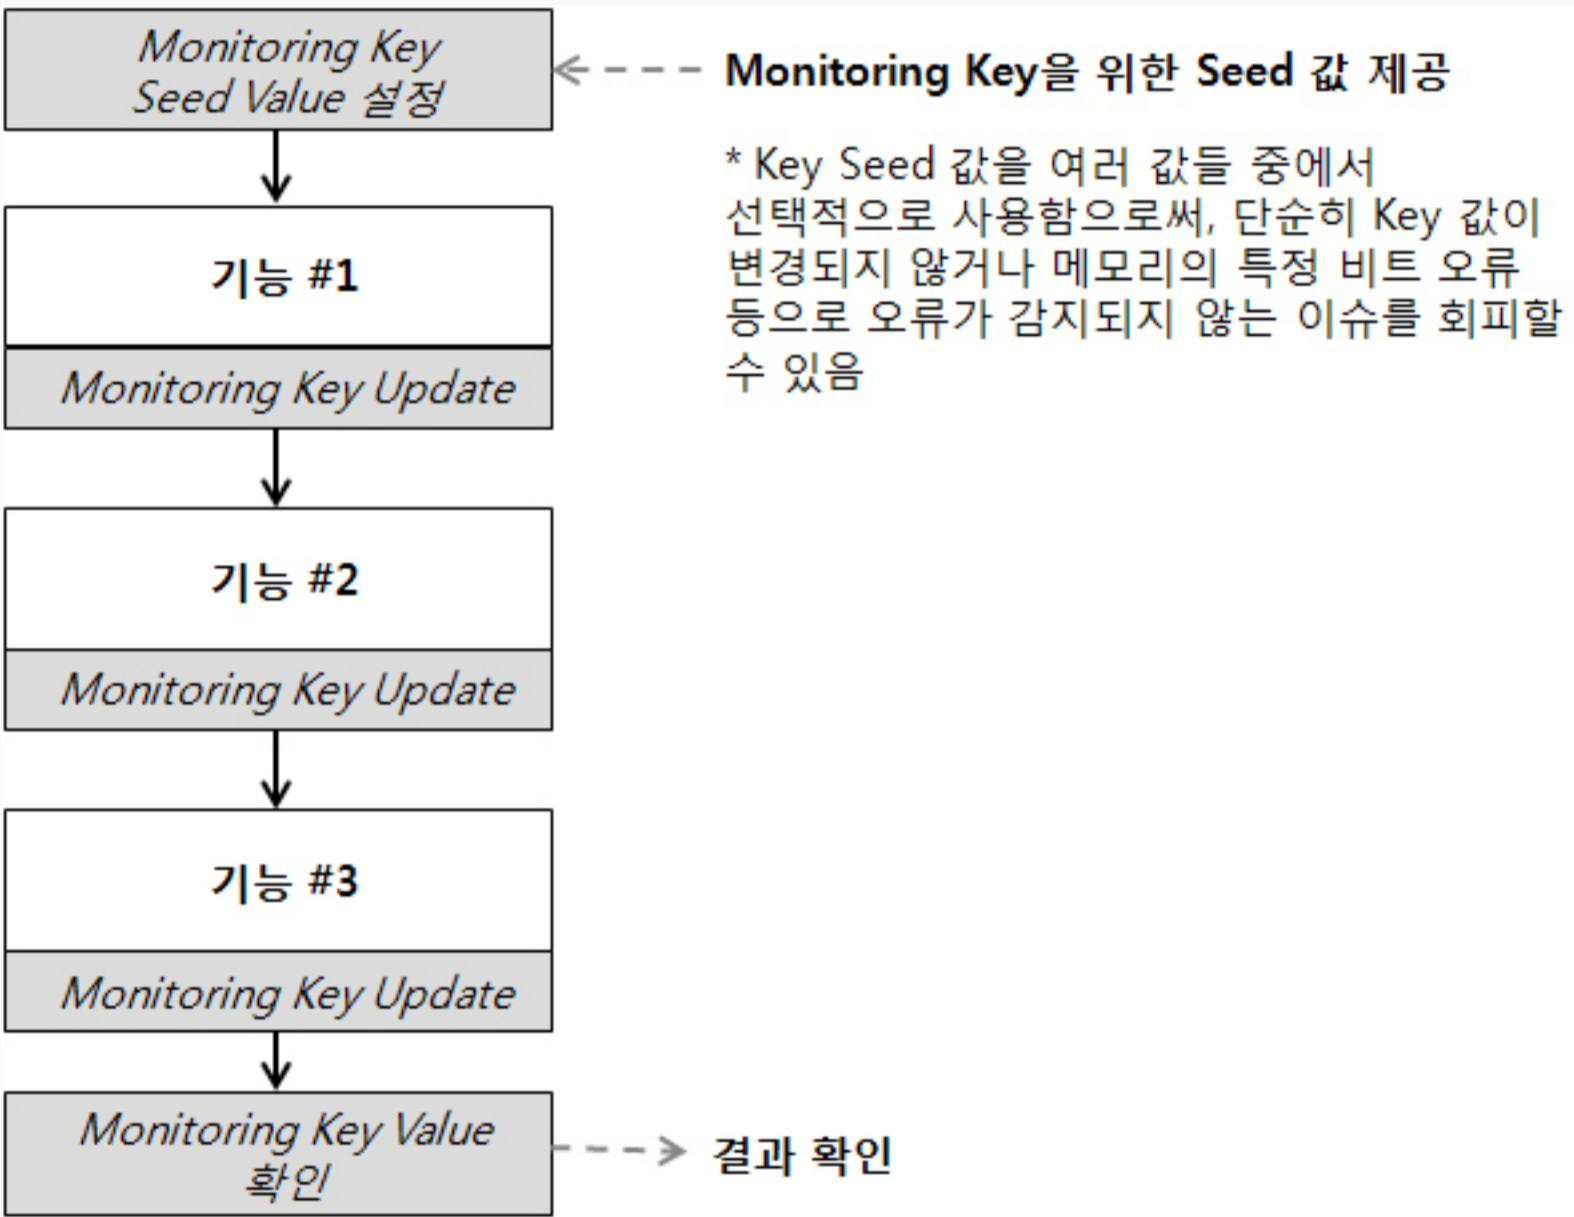 Monitoring Key
Seed Value 설정
Monitoring Key을 위한 Seed 값 제공
* Key Seed 값을 여러 값들 중에서
선택적으로 사용함으로써, 단순히 Key 값이
변경되지 않거나 메모리의 특정 비트 오류
등으로 오류가 감지되지 않는 이슈를 회피할
수 있음
기능 #1
Monitoring Key Update
기능 #2
Monitoring Key Update
기능 #3
Monitoring Key Update
Monitoring Key Value
확인
결과 확인